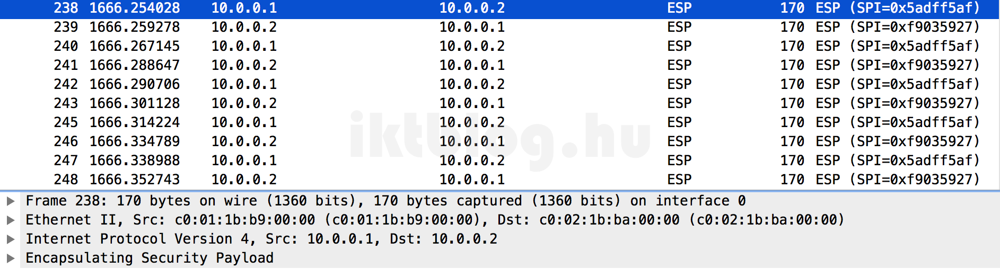 238 1666.254028 10.0.0.1 10.0.0.2 ESP 170 ESP (SPI=0x5adff5af)
239 1666.259278 10.0.0.2 10.0.0.1 ESP 170 ESP (SPI=0xf9035927)
240 1666.267145 10.0.0.1 10.0.0.2 ESP 170 ESP (SPI=0x5adff5af)
241 1666.288647 10.0.0.2 10.0.0.1 ESP 170 ESP (SPI=0xf9035927)
242 1666.290706 10.0.0.1 10.0.0.2 ESP 170 ESP (SPI=0x5adff5af)
243 1666.301128 10.0.0.2 10.0.0.1 ESP 170 ESP (SPI=0xf9035927)
245 1666.314224 10.0.0.1 10.0.0.2 ESP 170 ESP (SPI=0x5adff5af)
246 1666.334789 10.0.0.2 10.0.0.1 ESP 170 ESP (SPI=0xf9035927)
iktblog.hu
247 1666.338988 10.0.0.1 10.0.0.2 ESP 170 ESP (SPI=0x5adff5af)
248 1666.352743 10.0.0.2 10.0.0.1 ESP 170 ESP (SPI=0xf9035927)
Frame 238: 170 bytes on wire (1360 bits), 170 bytes captured (1360 bits) on interface 0
Ethernet II, Src: c0:01:1b:b9:00:00 (c0:01:1b:b9:00:00), Dst: c0:02:1b:ba:00:00 (c0:02:1b:ba:00:00)
Internet Protocol Version 4, Src: 10.0.0.1, Dst: 10.0.0.2
Encapsulating Security Payload